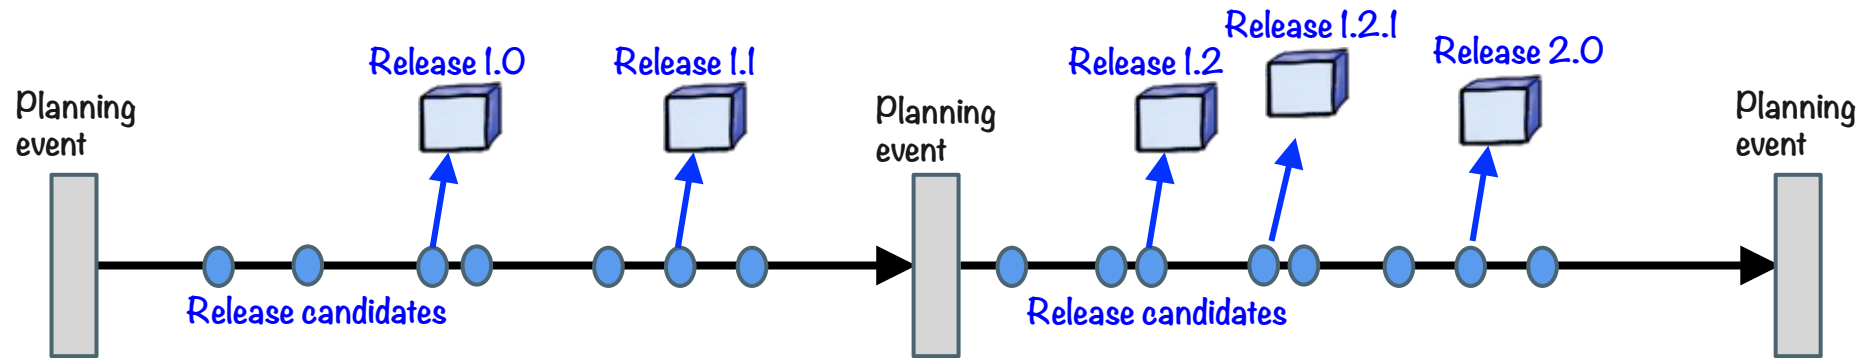 Release 1.0
Release 1.1
Release 1.2
Release 1.2.1
Release 2.0
Planning
event
Planning
event
Planning
event
Release candidates
Release candidates